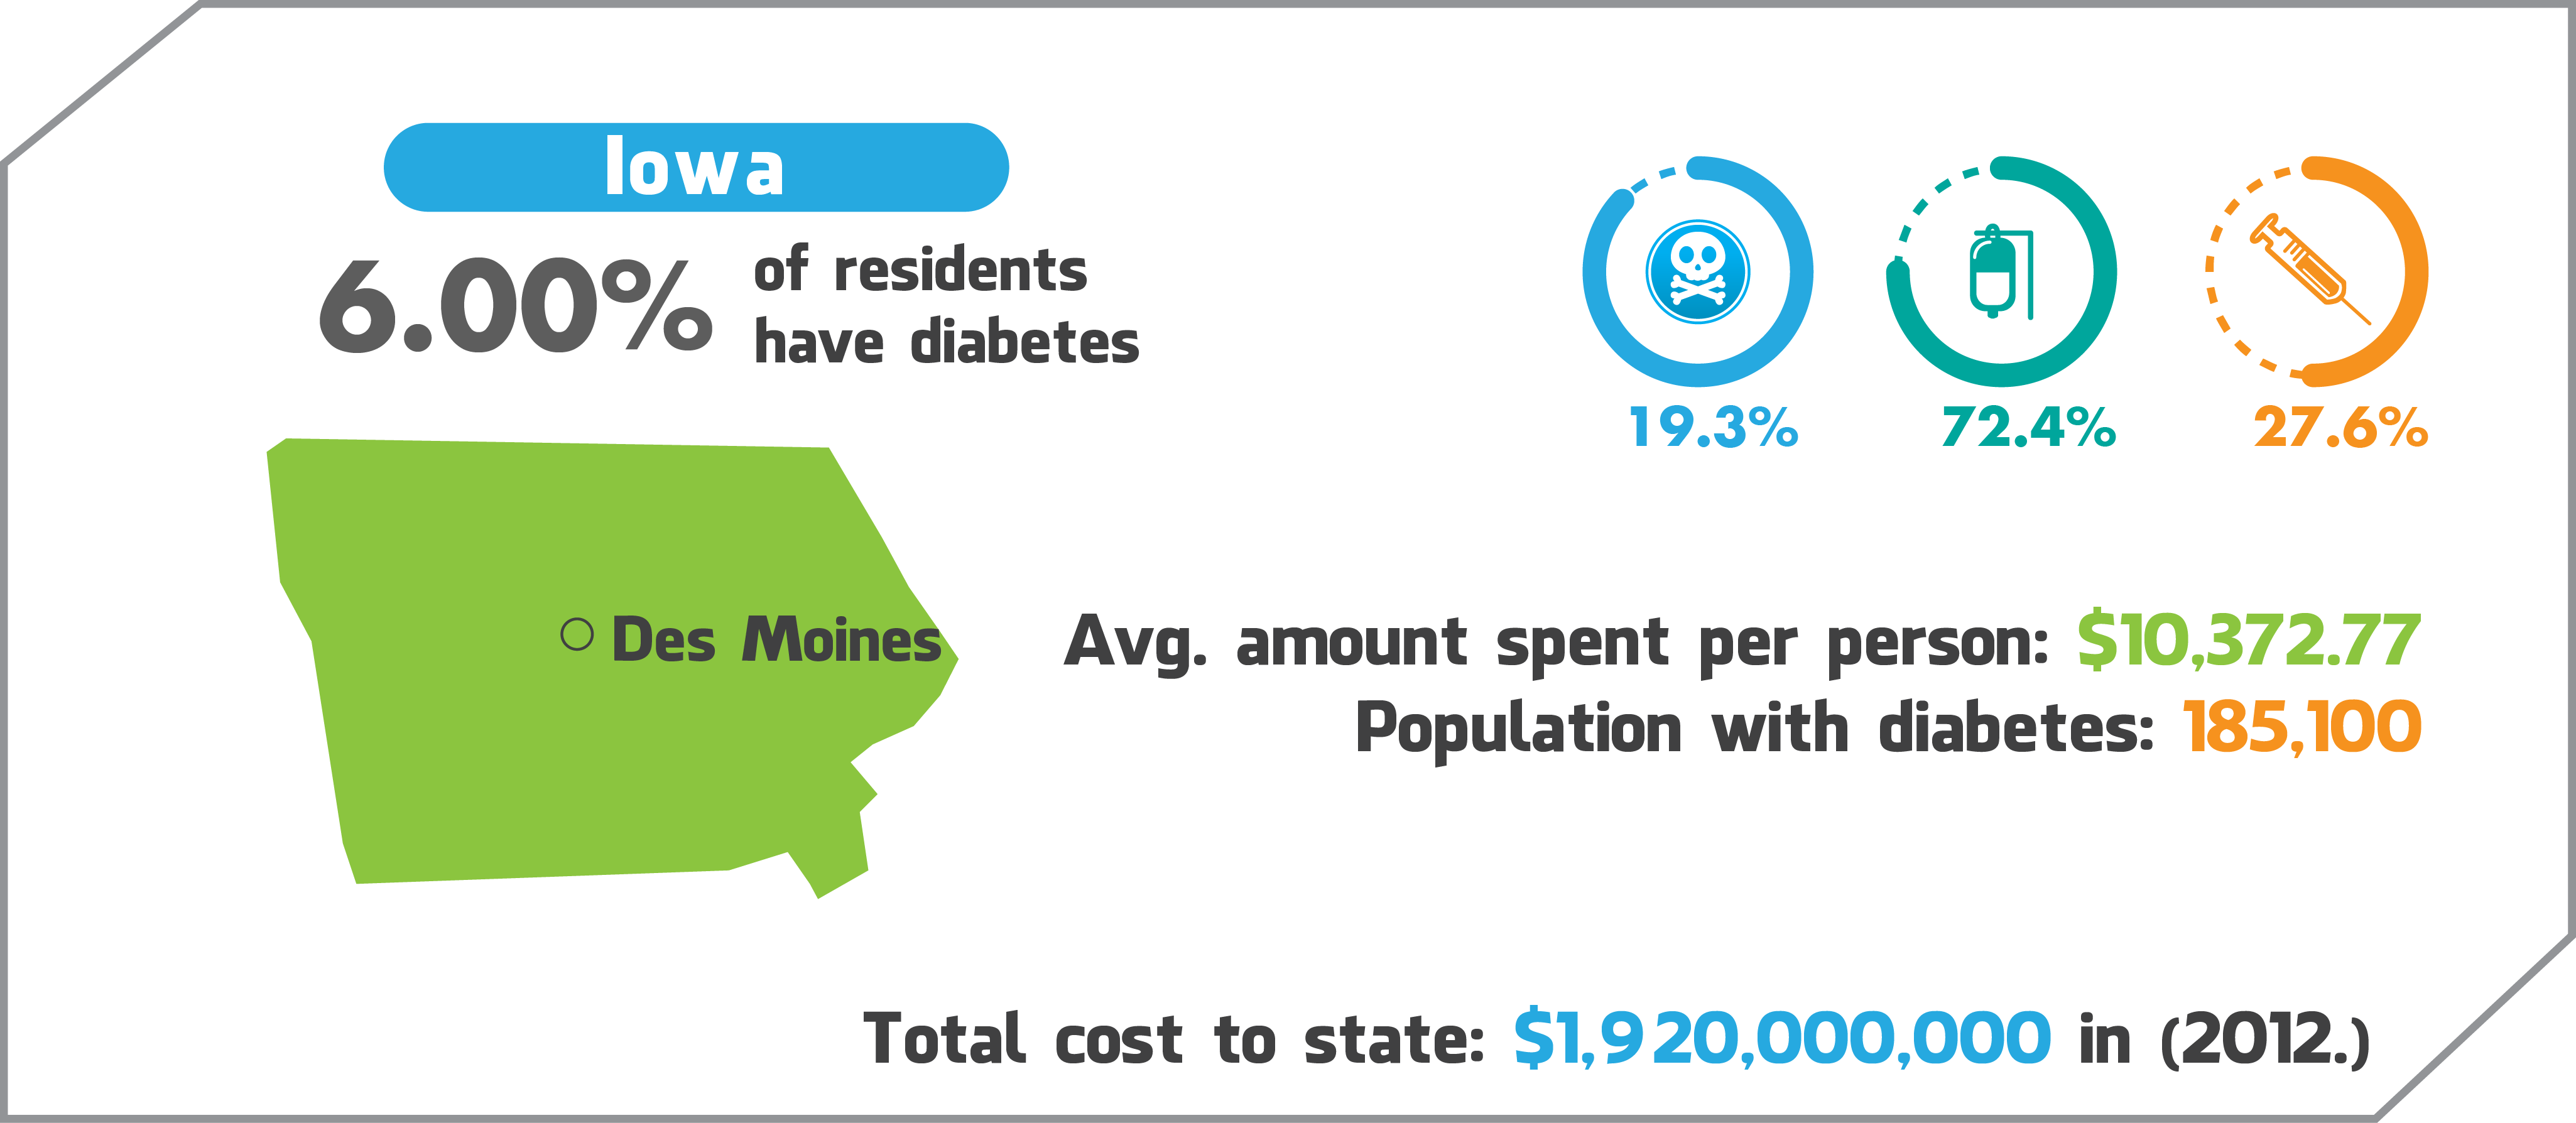 Iowa
6.00% of residents
have diabetes
19.3% 72.4% 27.6%
Des Moines
Avg. amount spent per person: $10,372.77
Population with diabetes: 185,100
Total cost to state: $1,920,000,000 in (2012.)